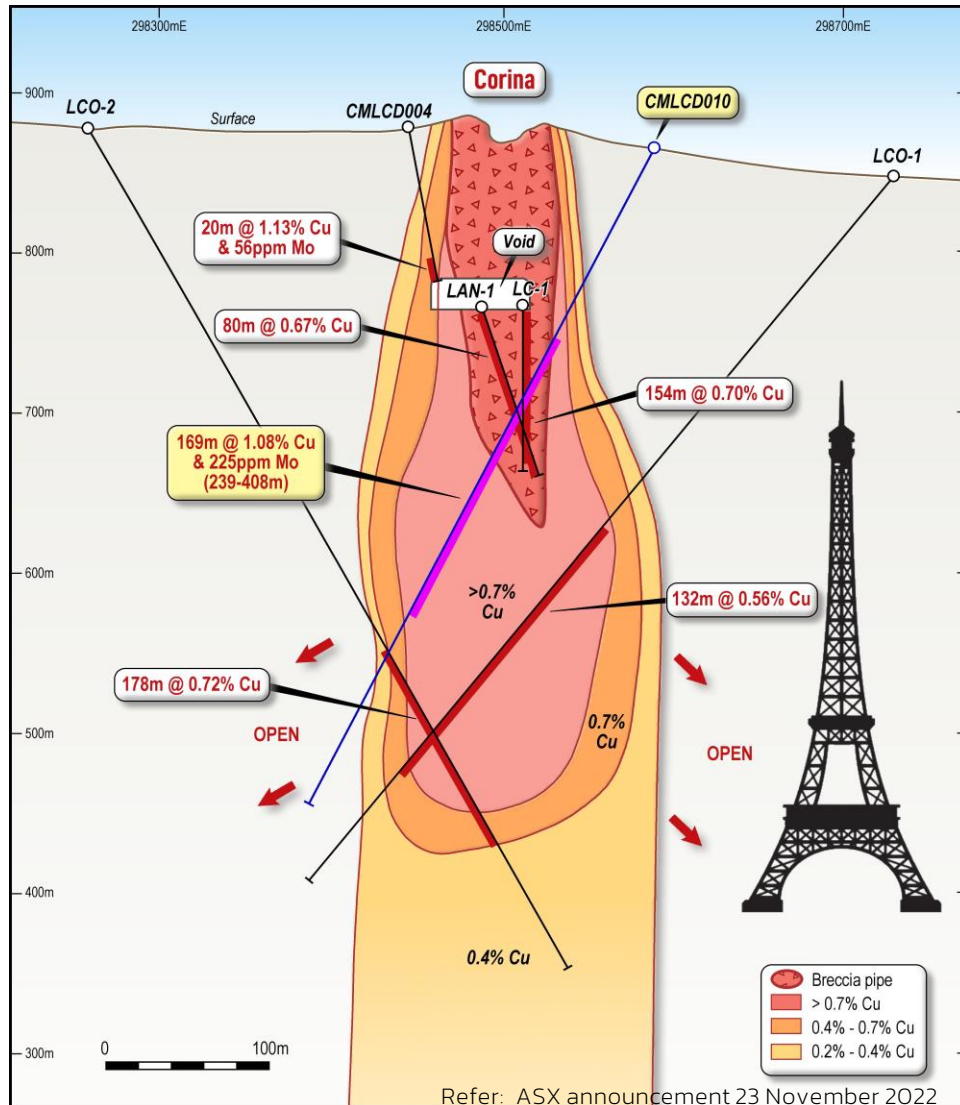 298300mE
298500mE
298700mE
Corina
900m
LCO-2
Surface
CMLCD004
CMLCD010
LCO-1
20m @ 1.13% Cu
& 56ppm Mo
800m
Void
LAN-1
LC-1
80m @ 0.67% Cu
154m @ 0.70% Cu
700m
169m @ 1.08% Cu
& 225ppm Mo
(239-408m)
600m
>0.7%
Cu
132m @ 0.56% Cu
178m @ 0.72% Cu
OPEN
500m
0.7%
Cu
OPEN
400m
0.4% Cu
Breccia pipe
> 0.7% Cu
0.4% - 0.7% Cu
0.2% - 0.4% Cu
300m
0
100m
Refer: ASX announcement 23 November 2022